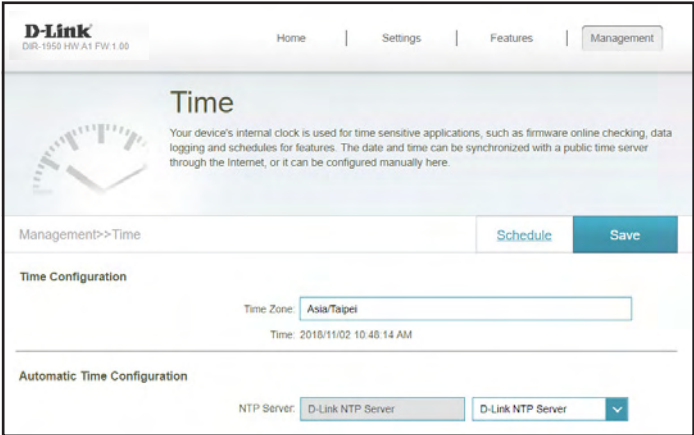 D-Link
DIR-1950 HW:A1 FW:1.00
Home | Settings | Features | Management
Time
Your device's internal clock is used for time sensitive applications, such as firmware online checking, data
logging and schedules for features. The date and time can be synchronized with a public time server
through the Internet, or it can be configured manually here.
Management>>Time
Schedule
Save
Time Configuration
Time Zone: Asia/Taipei
Time: 2018/11/02 10:48:14 AM
Automatic Time Configuration
NTP Server: D-Link NTP Server D-Link NTP Server